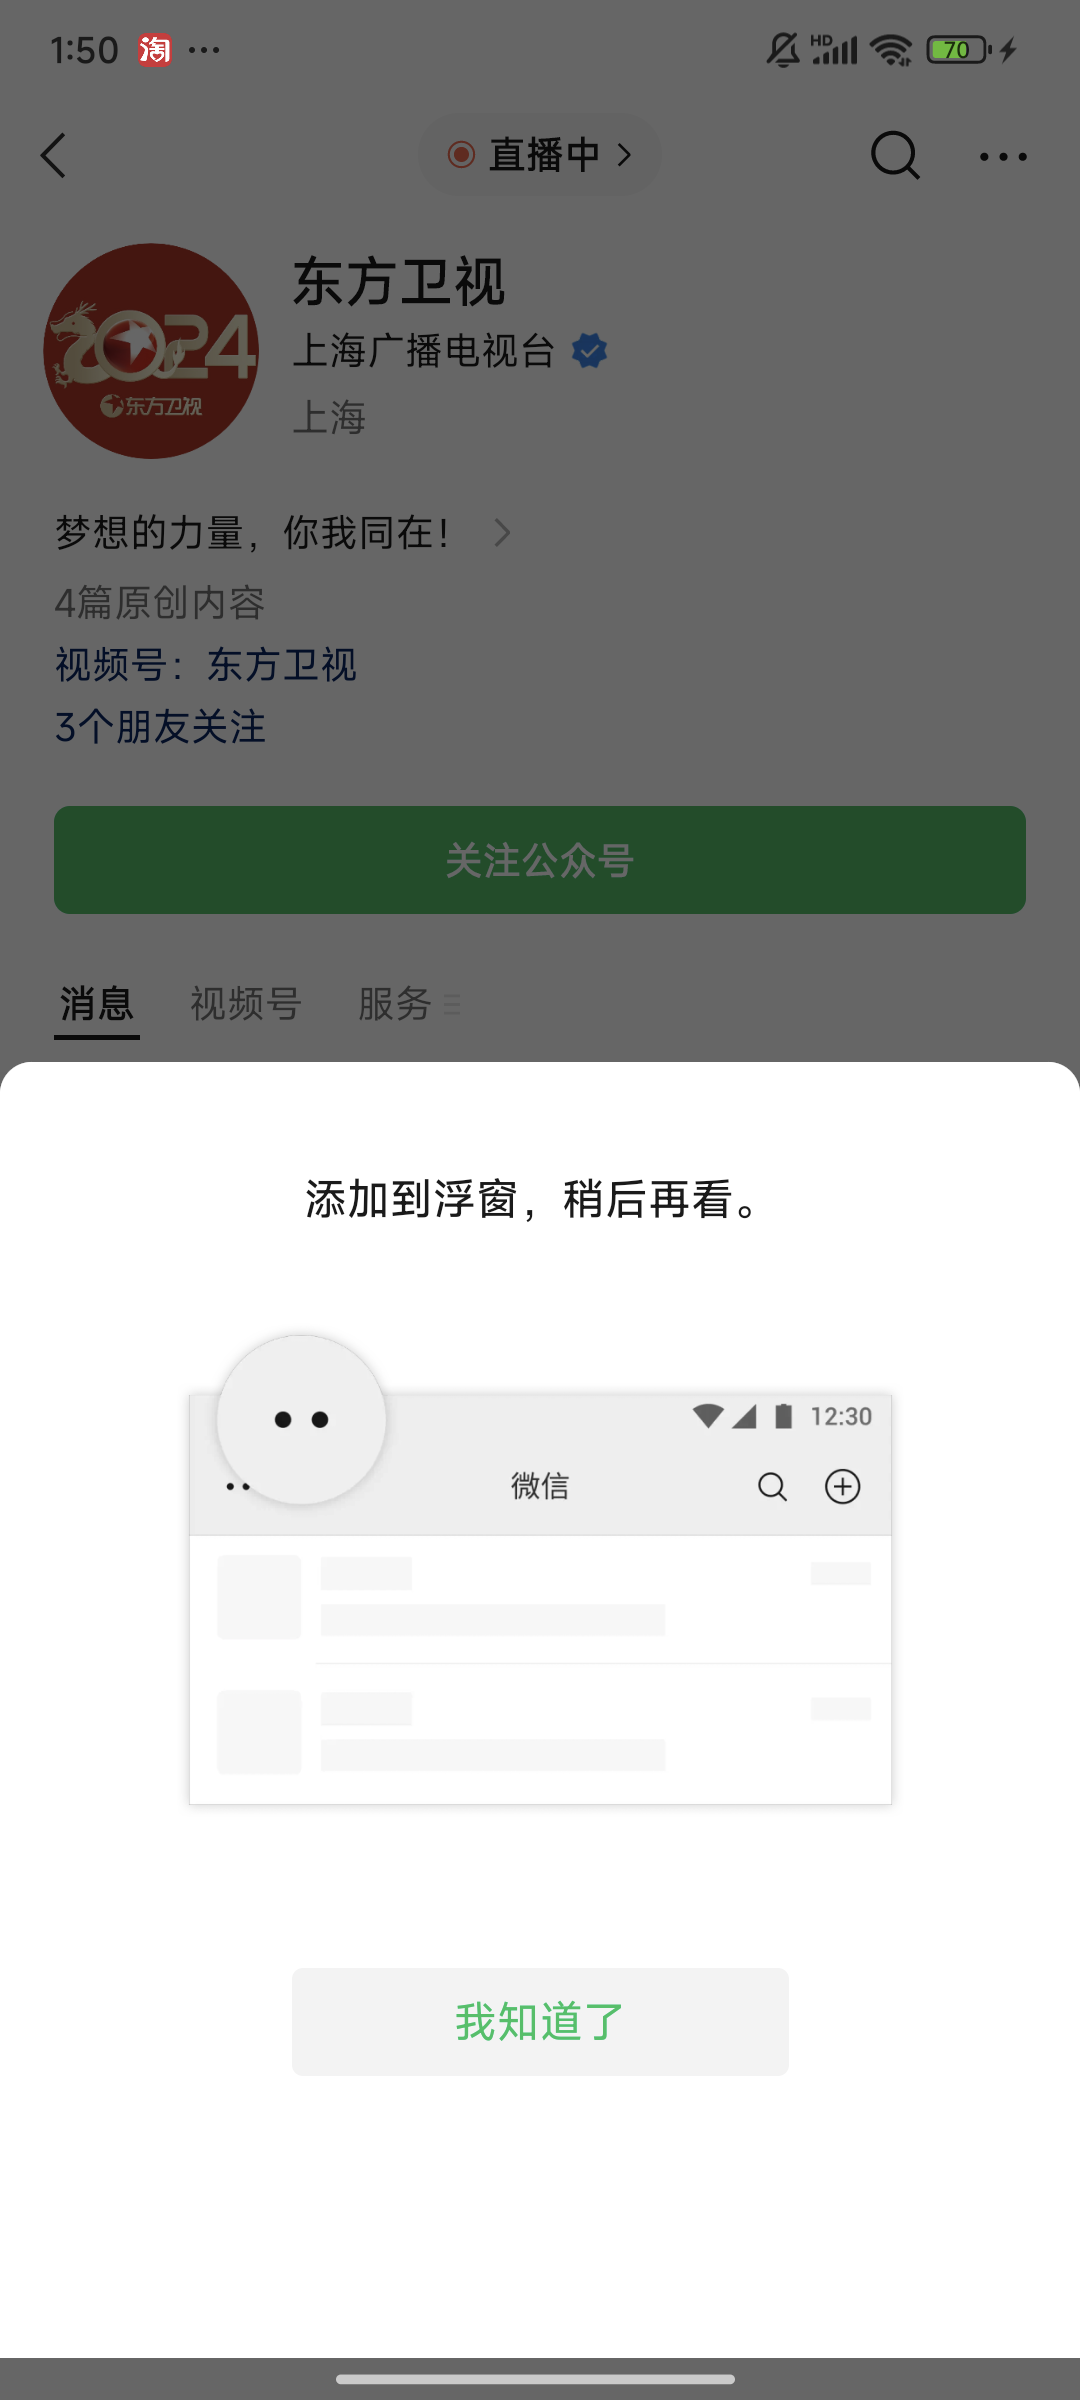 1:50 淘 ...
HD 70
直播中
2024
东方卫视
东方卫视
上海广播电视台
上海
梦想的力量，你我同在！
4篇原创内容
视频号：东方卫视
3个朋友关注
关注公众号
消息 视频号 服务
添加到浮窗，稍后再看。
12:30
微信
我知道了